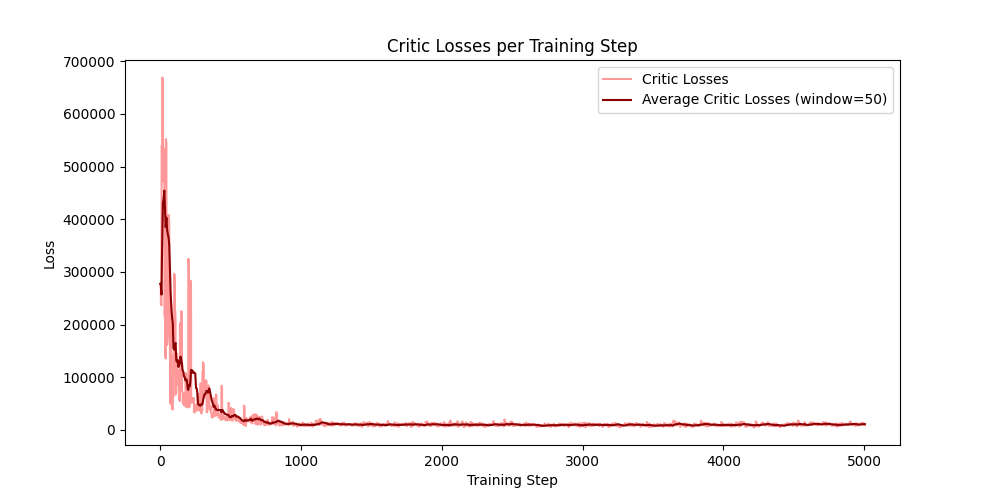 Critic Losses per Training Step
700000
600000
500000
400000
300000
200000
100000
0
Loss
Critic Losses
Average Critic Losses (window=50)
0 1000 2000 3000 4000 5000
Training Step